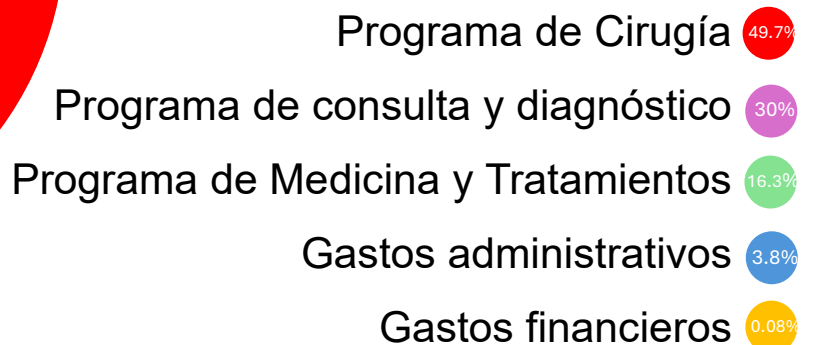 Programa de Cirugía 49.7%
Programa de consulta y diagnóstico 30%
Programa de Medicina y Tratamientos 16.3%
Gastos administrativos 3.8%
Gastos financieros 0.08%